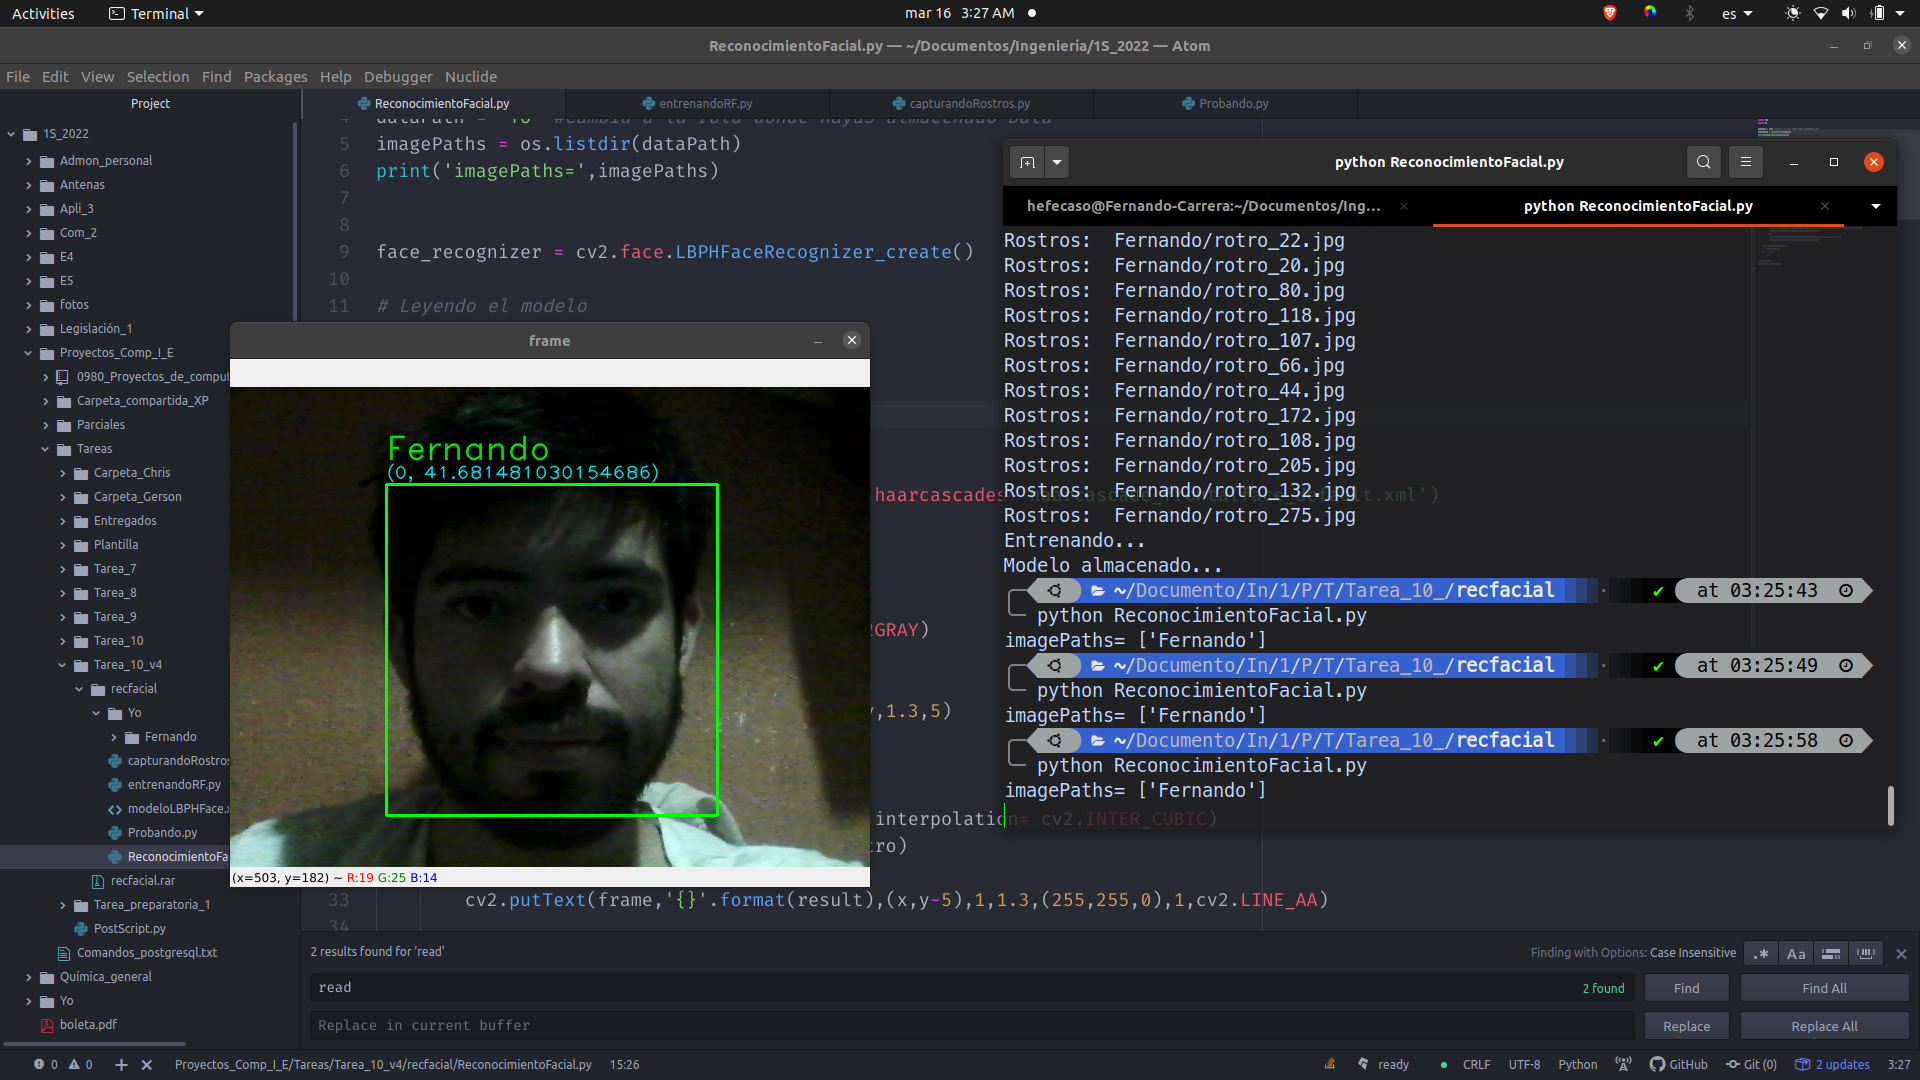 Activities
Terminal
mar 16 3:27 AM
es
ReconocimientoFacial.py — ~/Documentos/Ingeniería/1S_2022 — Atom
File Edit View Selection Find Packages Help Debugger Nuclide
Project
1S_2022
Admon_personal
Antenas
Apli_3
Com_2
E4
E5
fotos
Legislación_1
Proyectos_Comp_I_E
0980_Proyectos_de_comput
Carpeta_compartida_XP
Parciales
Tareas
Carpeta_Chris
Carpeta_Gerson
Entregados
Plantilla
Tarea_7
Tarea_8
Tarea_9
Tarea_10
Tarea_10_v4
recfacial
Yo
Fernando
capturandoRostros
entrenandoRF.py
modeloLBPHFace.x
Probando.py
ReconocimientoFa
recfacial.rar
Tarea_preparatoria_1
PostScript.py
Comandos_postgresql.txt
Química_general
Yo
boleta.pdf
ReconocimientoFacial.py
entrenandoRF.py
capturandoRostros.py
Probando.py
5 imagePaths = os.listdir(dataPath)
6 print('imagePaths=',imagePaths)
7
8
9 face_recognizer = cv2.face.LBPHFaceRecognizer_create()
10
11 # Leyendo el modelo
haarcascades
2GRAY)
,1.3,5)
interpolation= cv2.INTER_CUBIC)
tro)
33 cv2.putText(frame,'{}'.format(result),(x,y-5),1,1.3,(255,255,0),1,cv2.LINE_AA)
34
frame
Fernando
(0, 41.681481030154686)
(x=503, y=182) ~ R:19 G:25 B:14
python ReconocimientoFacial.py
hefecaso@Fernando-Carrera:~/Documentos/Ing...
python ReconocimientoFacial.py
Rostros: Fernando/rotro_22.jpg
Rostros: Fernando/rotro_20.jpg
Rostros: Fernando/rotro_80.jpg
Rostros: Fernando/rotro_118.jpg
Rostros: Fernando/rotro_107.jpg
Rostros: Fernando/rotro_66.jpg
Rostros: Fernando/rotro_44.jpg
Rostros: Fernando/rotro_172.jpg
Rostros: Fernando/rotro_108.jpg
Rostros: Fernando/rotro_205.jpg
Rostros: Fernando/rotro_132.jpg
Rostros: Fernando/rotro_275.jpg
Entrenando...
Modelo almacenado...
~/Documento/In/1/P/T/Tarea_10_/recfacial at 03:25:43
python ReconocimientoFacial.py
imagePaths= ['Fernando']
~/Documento/In/1/P/T/Tarea_10_/recfacial at 03:25:49
python ReconocimientoFacial.py
imagePaths= ['Fernando']
~/Documento/In/1/P/T/Tarea_10_/recfacial at 03:25:58
python ReconocimientoFacial.py
imagePaths= ['Fernando']
2 results found for 'read'
Finding with Options: Case Insensitive
.* Aa
read
2 found
Find
Find All
Replace in current buffer
Replace
Replace All
0 0
Proyectos_Comp_I_E/Tareas/Tarea_10_v4/recfacial/ReconocimientoFacial.py 15:26
ready
CRLF UTF-8 Python GitHub Git (0) 2 updates 3:27